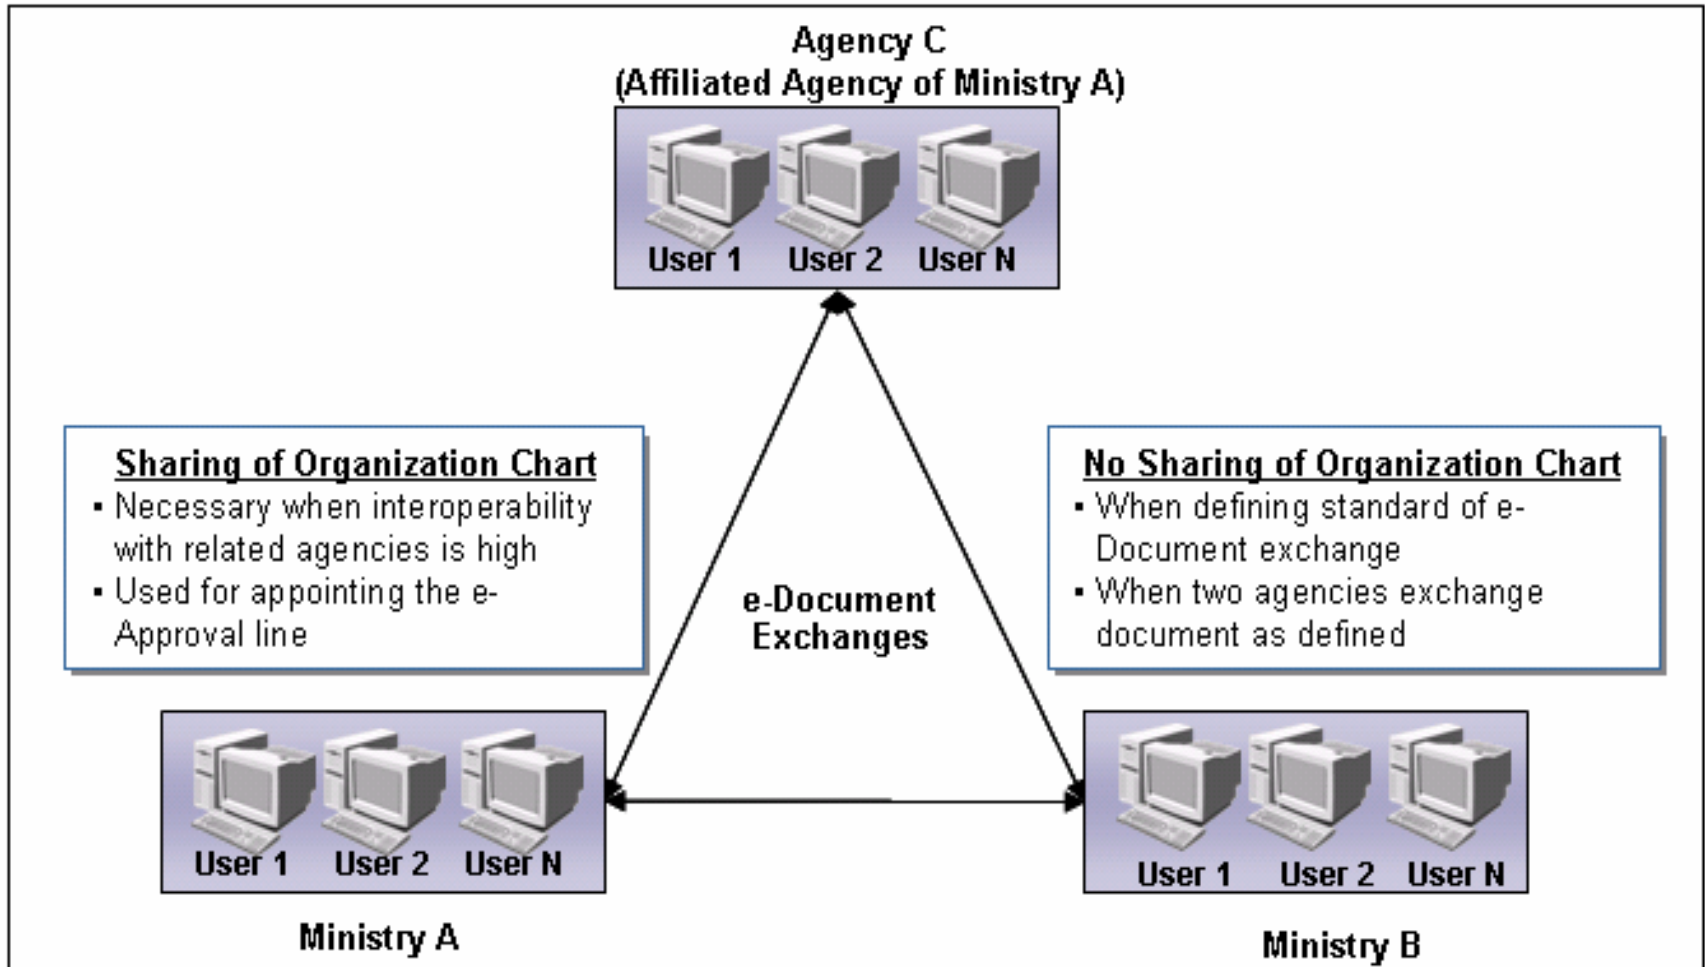 Agency C
(Affiliated Agency of Ministry A)
User 1 User 2 User N
Sharing of Organization Chart
▪ Necessary when interoperability
with related agencies is high
▪ Used for appointing the e-
Approval line
e-Document
Exchanges
No Sharing of Organization Chart
▪ When defining standard of e-
Document exchange
▪ When two agencies exchange
document as defined
User 1 User 2 User N
Ministry A
User 1 User 2 User N
Ministry B